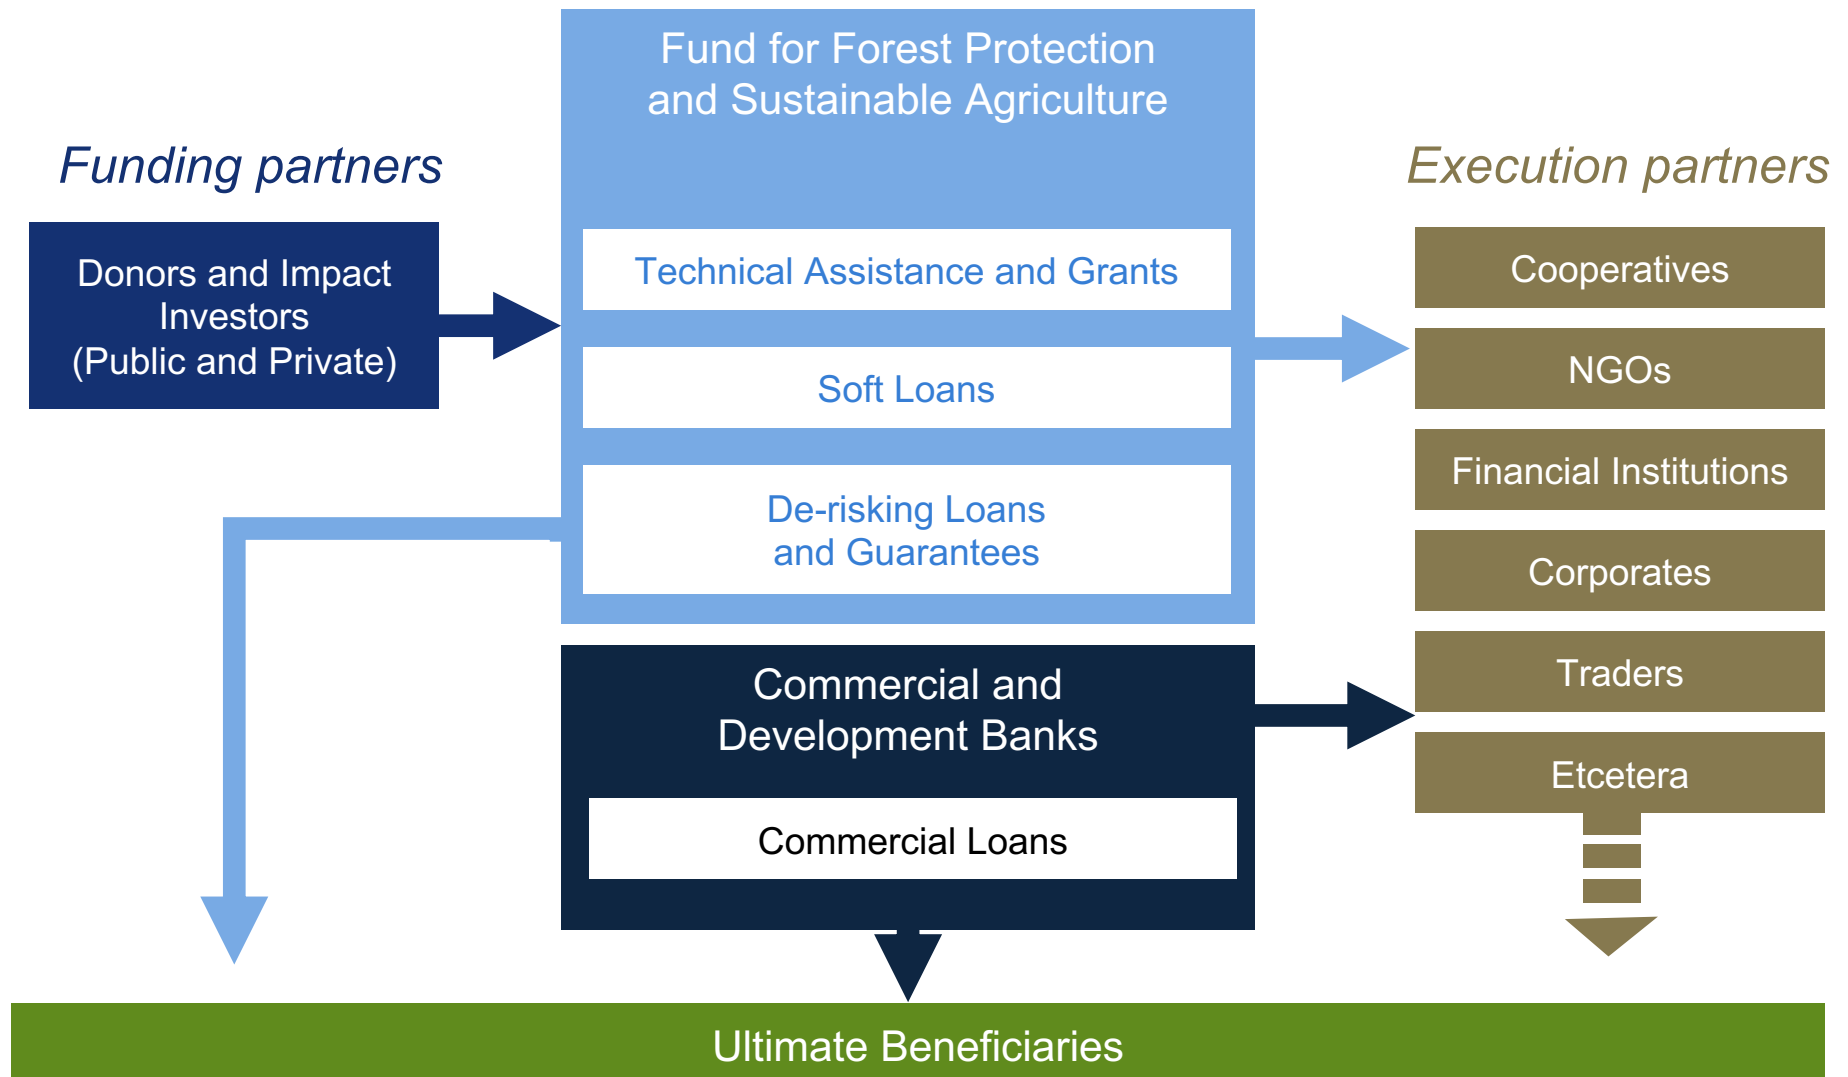 Fund for Forest Protection
and Sustainable Agriculture
Funding partners
Execution partners
Donors and Impact
Investors
(Public and Private)
Technical Assistance and Grants
Soft Loans
De-risking Loans
and Guarantees
Commercial and
Development Banks
Commercial Loans
Cooperatives
NGOs
Financial Institutions
Corporates
Traders
Etcetera
Ultimate Beneficiaries